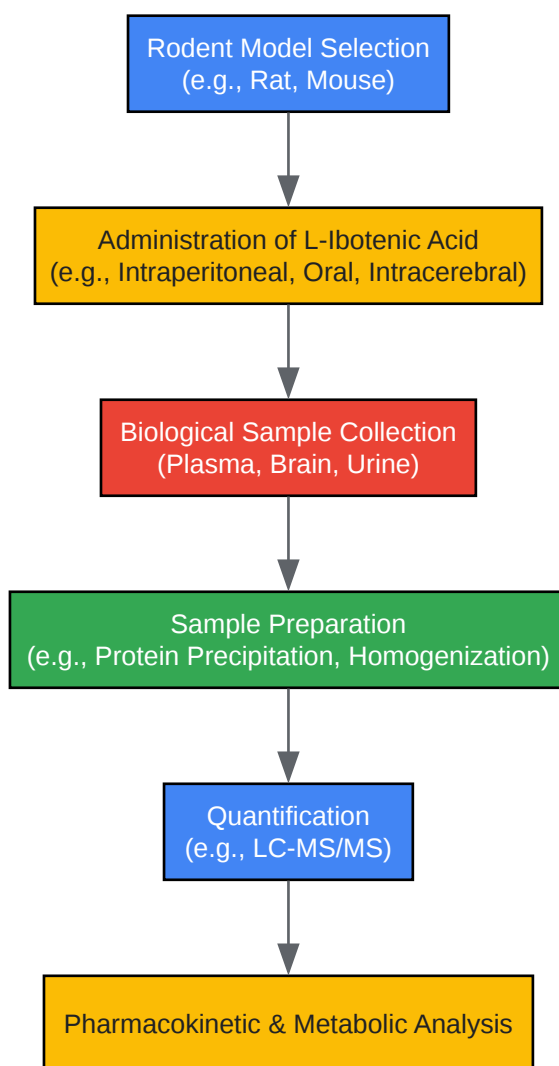 Rodent Model Selection
(e.g., Rat, Mouse)
Administration of L-Ibotenic Acid
(e.g., Intraperitoneal, Oral, Intracerebral)
Biological Sample Collection
(Plasma, Brain, Urine)
Sample Preparation
(e.g., Protein Precipitation, Homogenization)
Quantification
(e.g., LC-MS/MS)
Pharmacokinetic & Metabolic Analysis